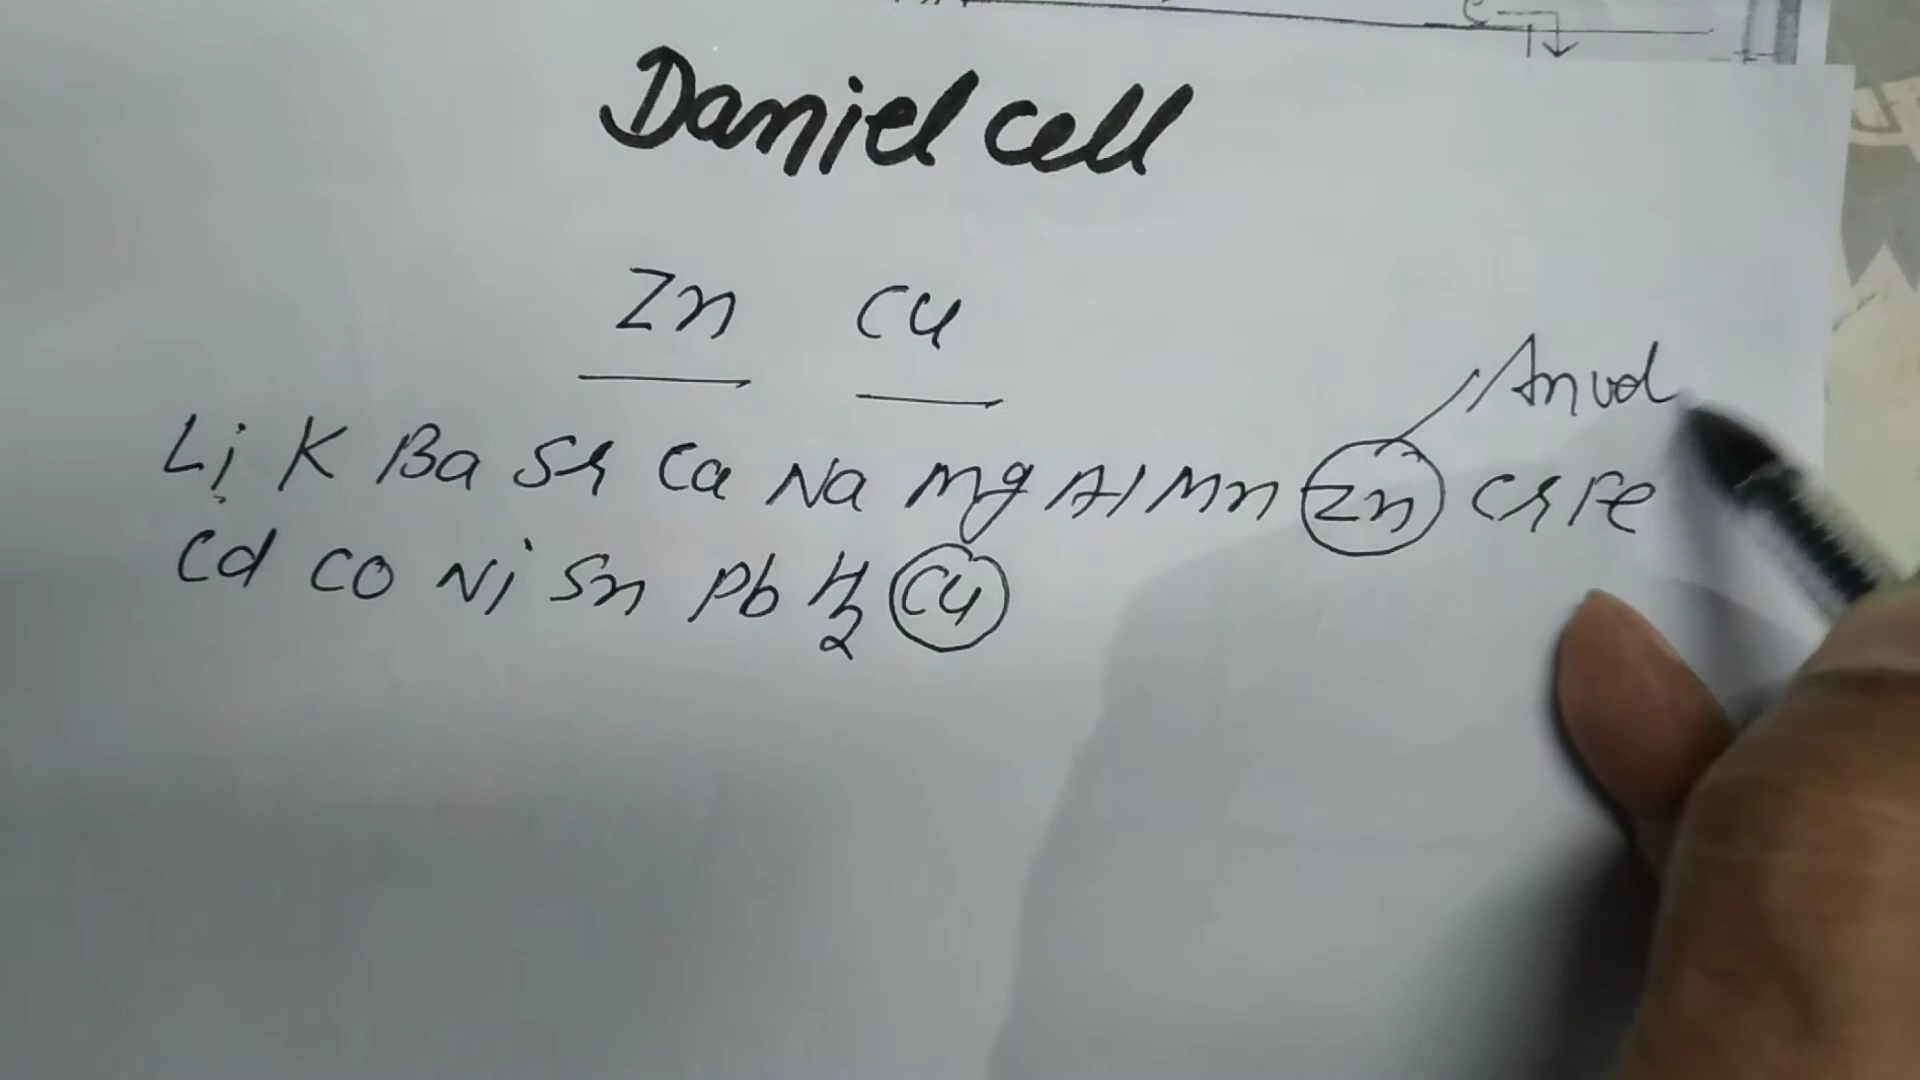 Daniel cell
Zn Cu
Anod
Li K Ba Sr Ca Na Mg Al Mn Zn Cr Fe
Cd Co Ni Sn Pb H2 Cu